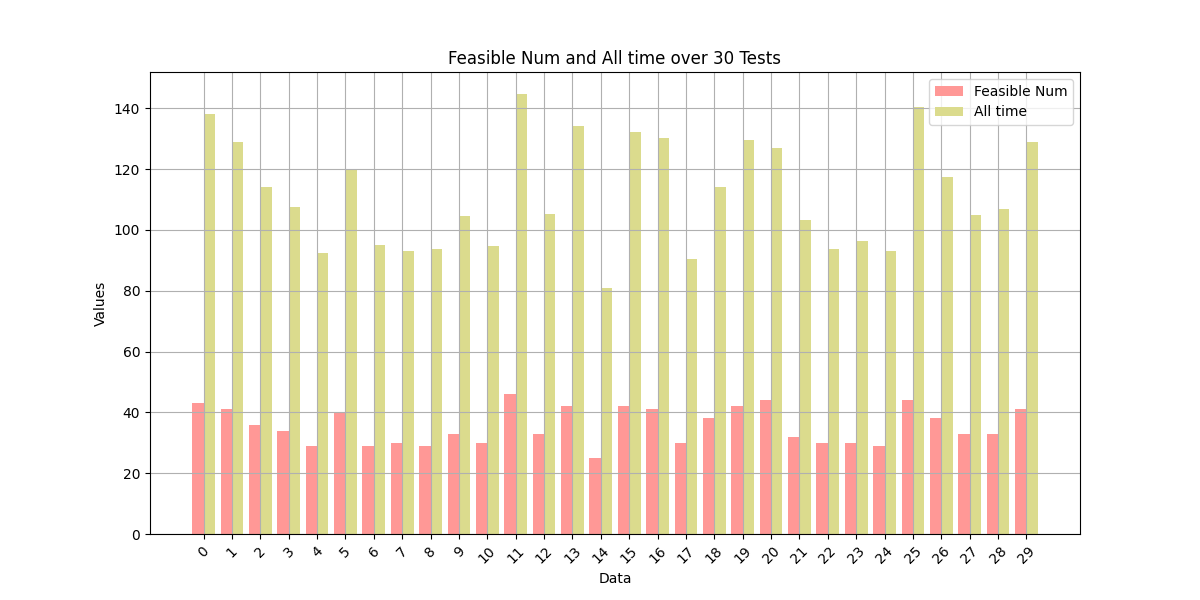 Feasible Num and All time over 30 Tests
Feasible Num
All time
140
120
100
80
60
40
20
0
Values
0 1 2 3 4 5 6 7 8 9 10 11 12 13 14 15 16 17 18 19 20 21 22 23 24 25 26 27 28 29
Data